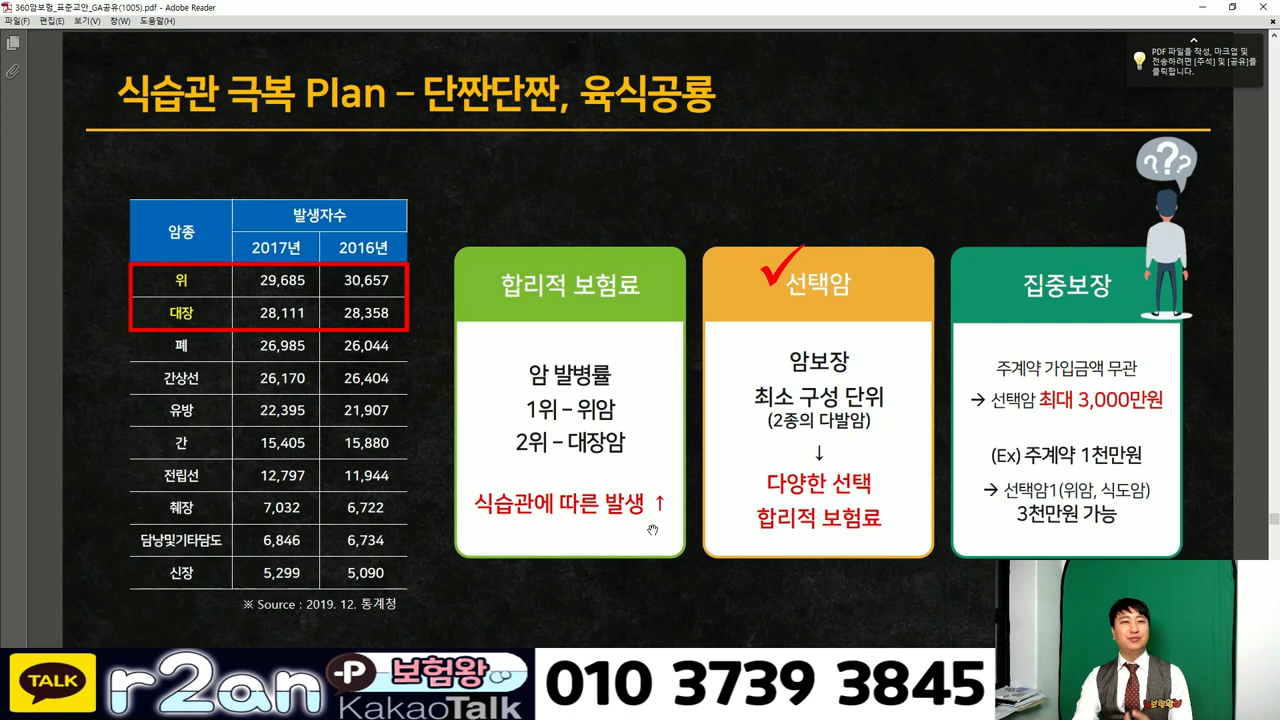 360암보험_표준교안_GA공유(1005).pdf - Adobe Reader
파일(F) 편집(E) 보기(V) 창(W) 도움말(H)
PDF 파일을 작성, 마크업 및
전송하려면 [주석] 및 [공유]를
클릭합니다.
식습관 극복 Plan – 단짠단짠, 육식공룡
???
암종 발생자수
2017년 2016년
위 29,685 30,657
대장 28,111 28,358
폐 26,985 26,044
간상선 26,170 26,404
유방 22,395 21,907
간 15,405 15,880
전립선 12,797 11,944
췌장 7,032 6,722
담낭및기타담도 6,846 6,734
신장 5,299 5,090
※ Source : 2019. 12. 통계청
합리적 보험료
암 발병률
1위 – 위암
2위 – 대장암
식습관에 따른 발생 ↑
선택암
암보장
최소 구성 단위
(2종의 다발암)
↓
다양한 선택
합리적 보험료
집중보장
주계약 가입금액 무관
→ 선택암 최대 3,000만원
(Ex) 주계약 1천만원
→ 선택암1(위암, 식도암)
3천만원 가능
TALK
r2an
P 보험왕
KakaoTalk
010 3739 3845